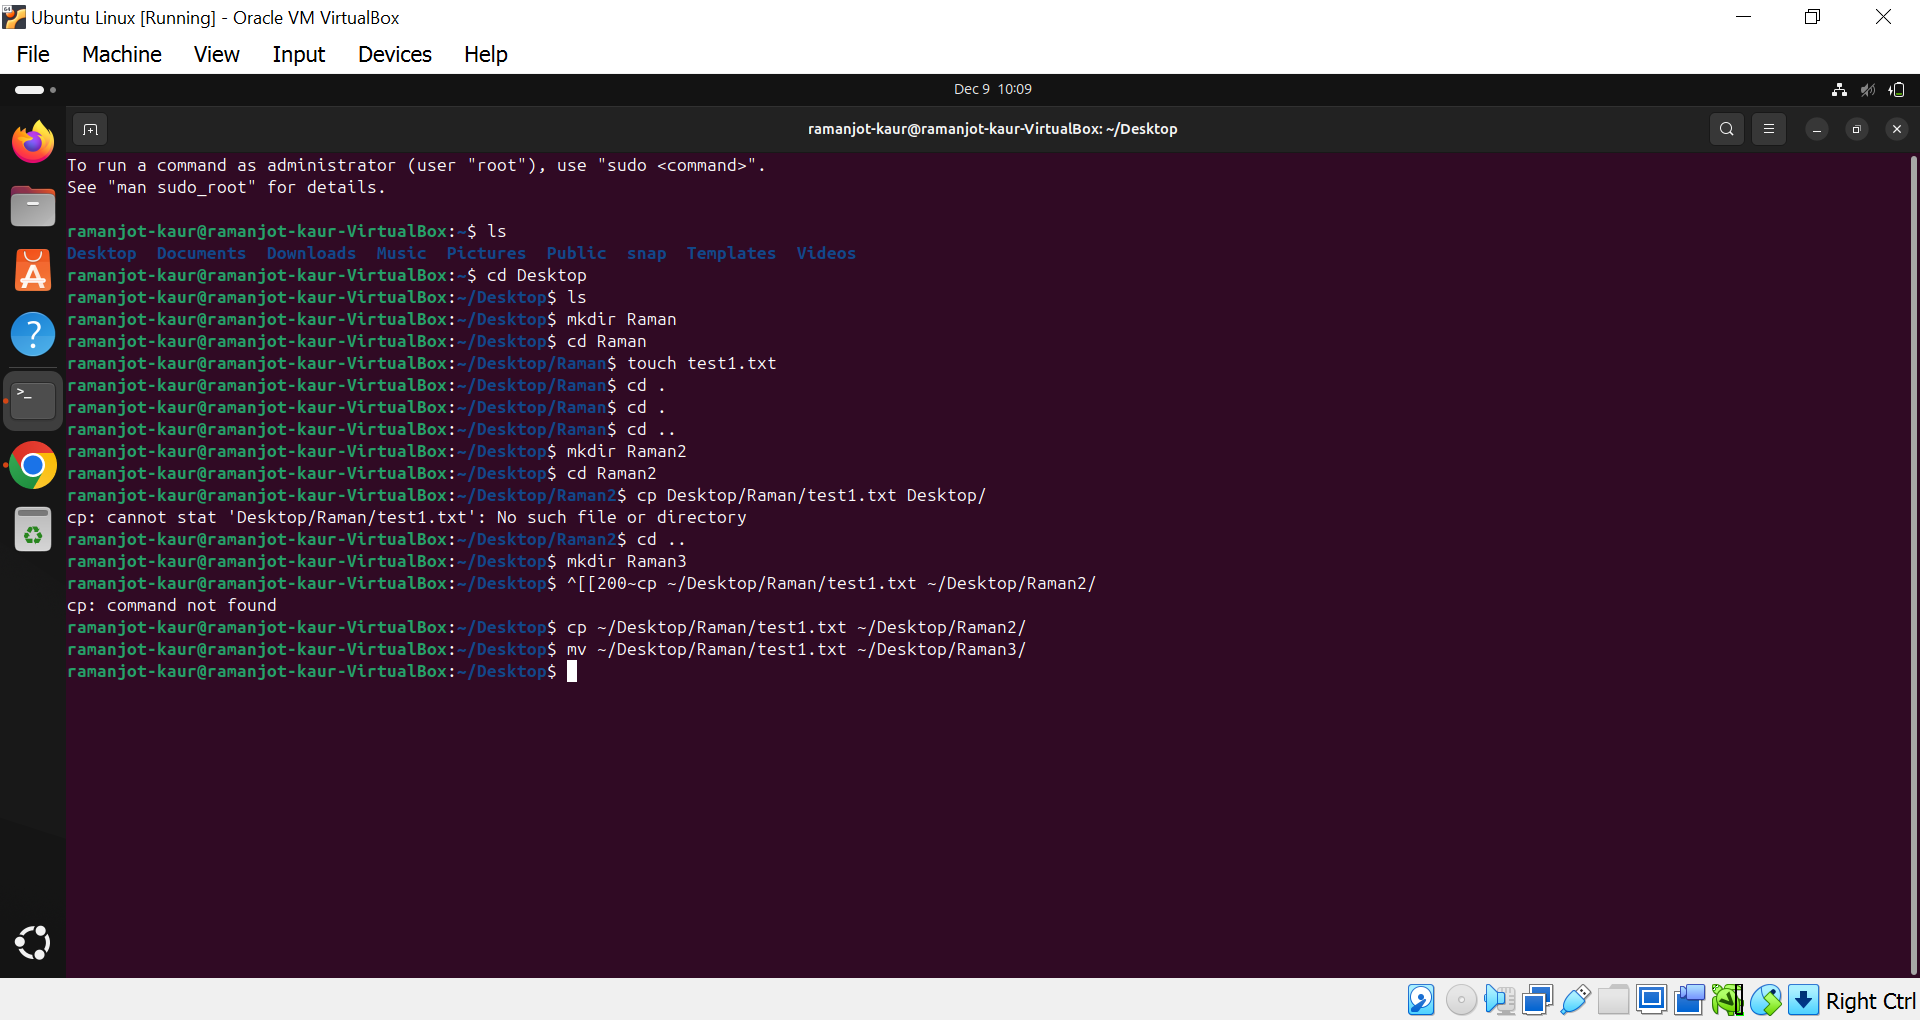 Ubuntu Linux [Running] - Oracle VM VirtualBox
File Machine View Input Devices Help
Dec 9 10:09
ramanjot-kaur@ramanjot-kaur-VirtualBox: ~/Desktop
To run a command as administrator (user "root"), use "sudo <command>".
See "man sudo_root" for details.
ramanjot-kaur@ramanjot-kaur-VirtualBox:~$ ls
Desktop Documents Downloads Music Pictures Public snap Templates Videos
ramanjot-kaur@ramanjot-kaur-VirtualBox:~$ cd Desktop
ramanjot-kaur@ramanjot-kaur-VirtualBox:~/Desktop$ ls
ramanjot-kaur@ramanjot-kaur-VirtualBox:~/Desktop$ mkdir Raman
ramanjot-kaur@ramanjot-kaur-VirtualBox:~/Desktop$ cd Raman
ramanjot-kaur@ramanjot-kaur-VirtualBox:~/Desktop/Raman$ touch test1.txt
ramanjot-kaur@ramanjot-kaur-VirtualBox:~/Desktop/Raman$ cd .
ramanjot-kaur@ramanjot-kaur-VirtualBox:~/Desktop/Raman$ cd .
ramanjot-kaur@ramanjot-kaur-VirtualBox:~/Desktop/Raman$ cd ..
ramanjot-kaur@ramanjot-kaur-VirtualBox:~/Desktop$ mkdir Raman2
ramanjot-kaur@ramanjot-kaur-VirtualBox:~/Desktop$ cd Raman2
ramanjot-kaur@ramanjot-kaur-VirtualBox:~/Desktop/Raman2$ cp Desktop/Raman/test1.txt Desktop/
cp: cannot stat 'Desktop/Raman/test1.txt': No such file or directory
ramanjot-kaur@ramanjot-kaur-VirtualBox:~/Desktop/Raman2$ cd ..
ramanjot-kaur@ramanjot-kaur-VirtualBox:~/Desktop$ mkdir Raman3
ramanjot-kaur@ramanjot-kaur-VirtualBox:~/Desktop$ ^[[200~cp ~/Desktop/Raman/test1.txt ~/Desktop/Raman2/
cp: command not found
ramanjot-kaur@ramanjot-kaur-VirtualBox:~/Desktop$ cp ~/Desktop/Raman/test1.txt ~/Desktop/Raman2/
ramanjot-kaur@ramanjot-kaur-VirtualBox:~/Desktop$ mv ~/Desktop/Raman/test1.txt ~/Desktop/Raman3/
ramanjot-kaur@ramanjot-kaur-VirtualBox:~/Desktop$
Right Ctrl